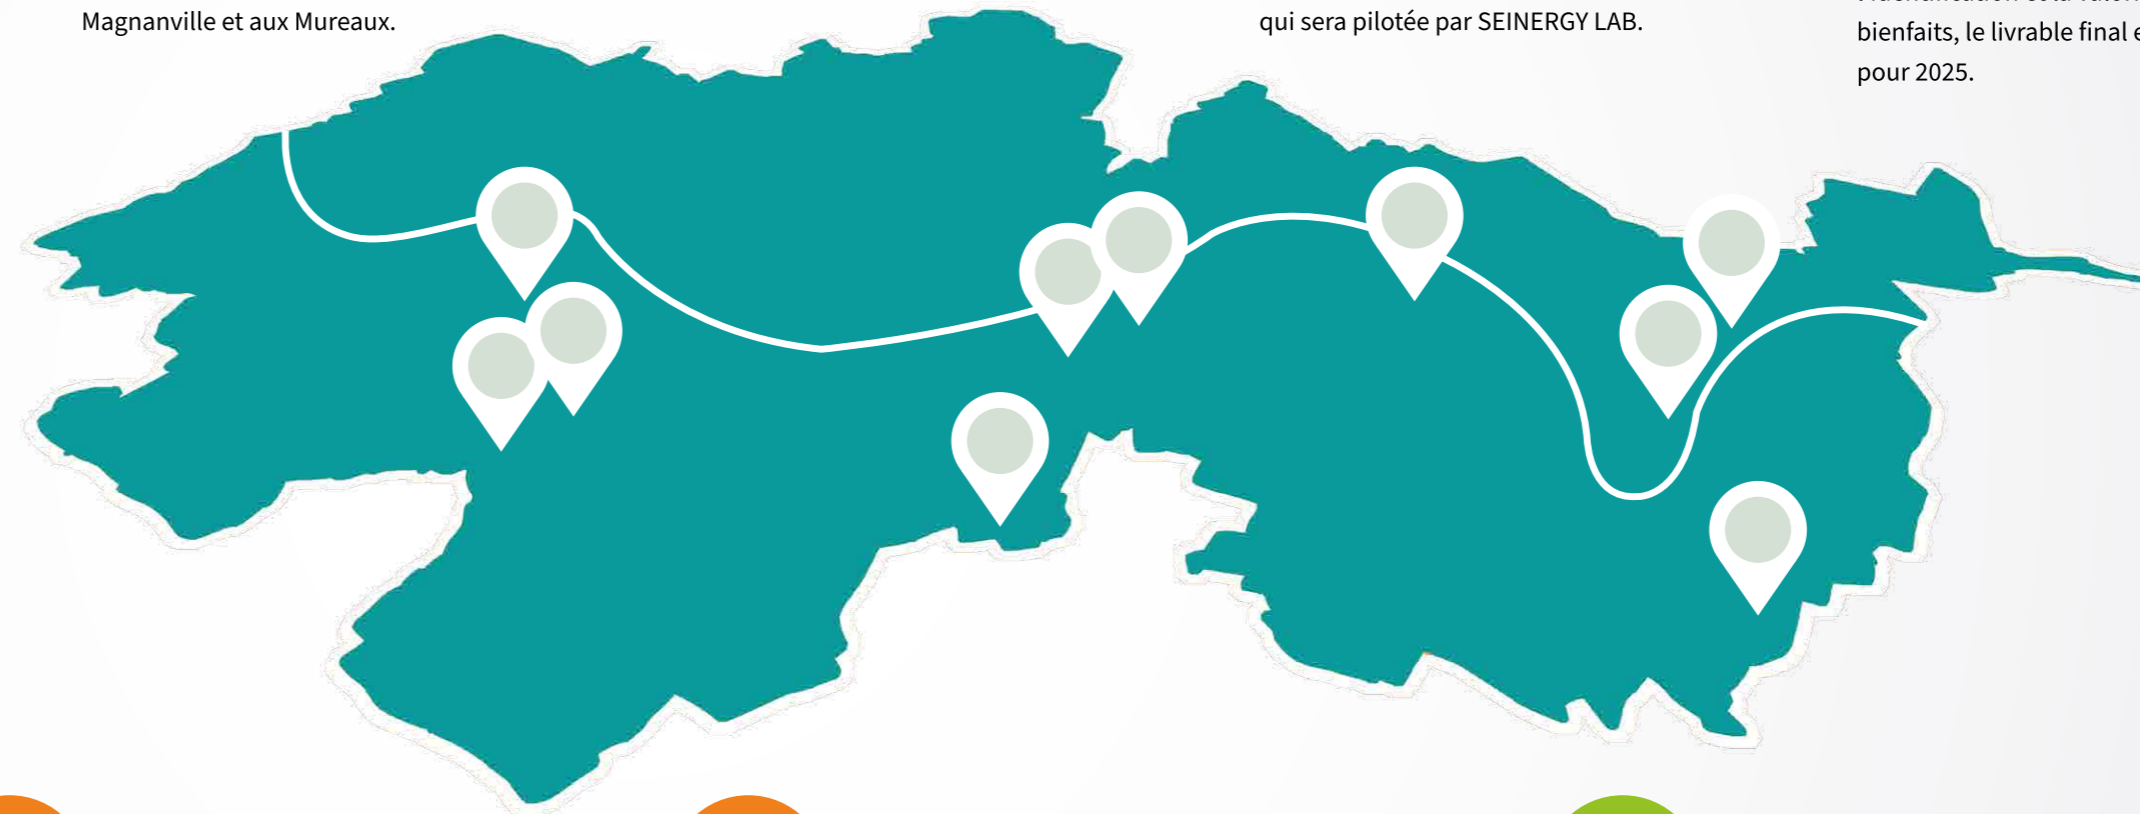 Magnanville et aux Mureaux.
qui sera pilotée par SEINERGY LAB.
bienfaits, le livrable final
pour 2025.